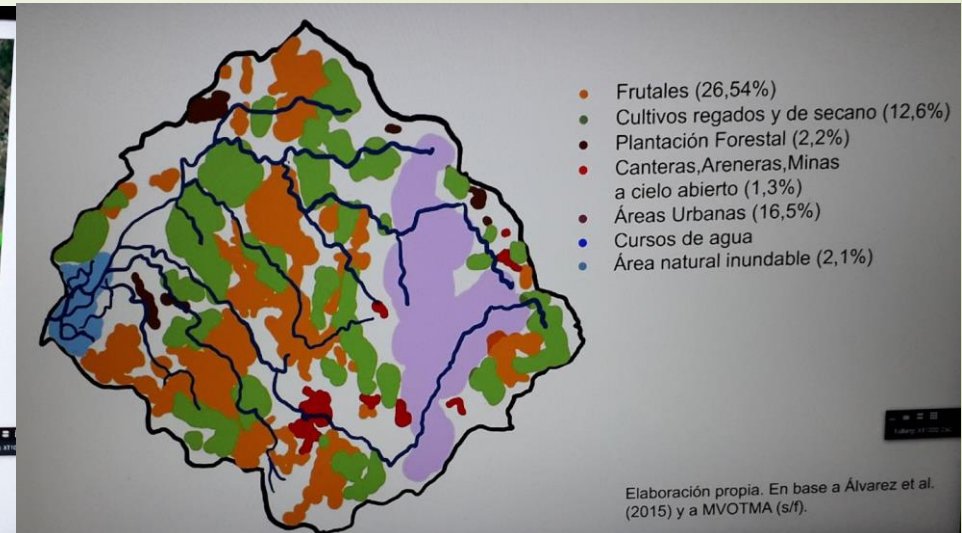 Frutales (26,54%)
Cultivos regados y de secano (12,6%)
Plantación Forestal (2,2%)
Canteras,Areneras,Minas
a cielo abierto (1,3%)
Áreas Urbanas (16,5%)
Cursos de agua
Área natural inundable (2,1%)
Elaboración propia. En base a Álvarez et al.
(2015) y a MVOTMA (s/f).